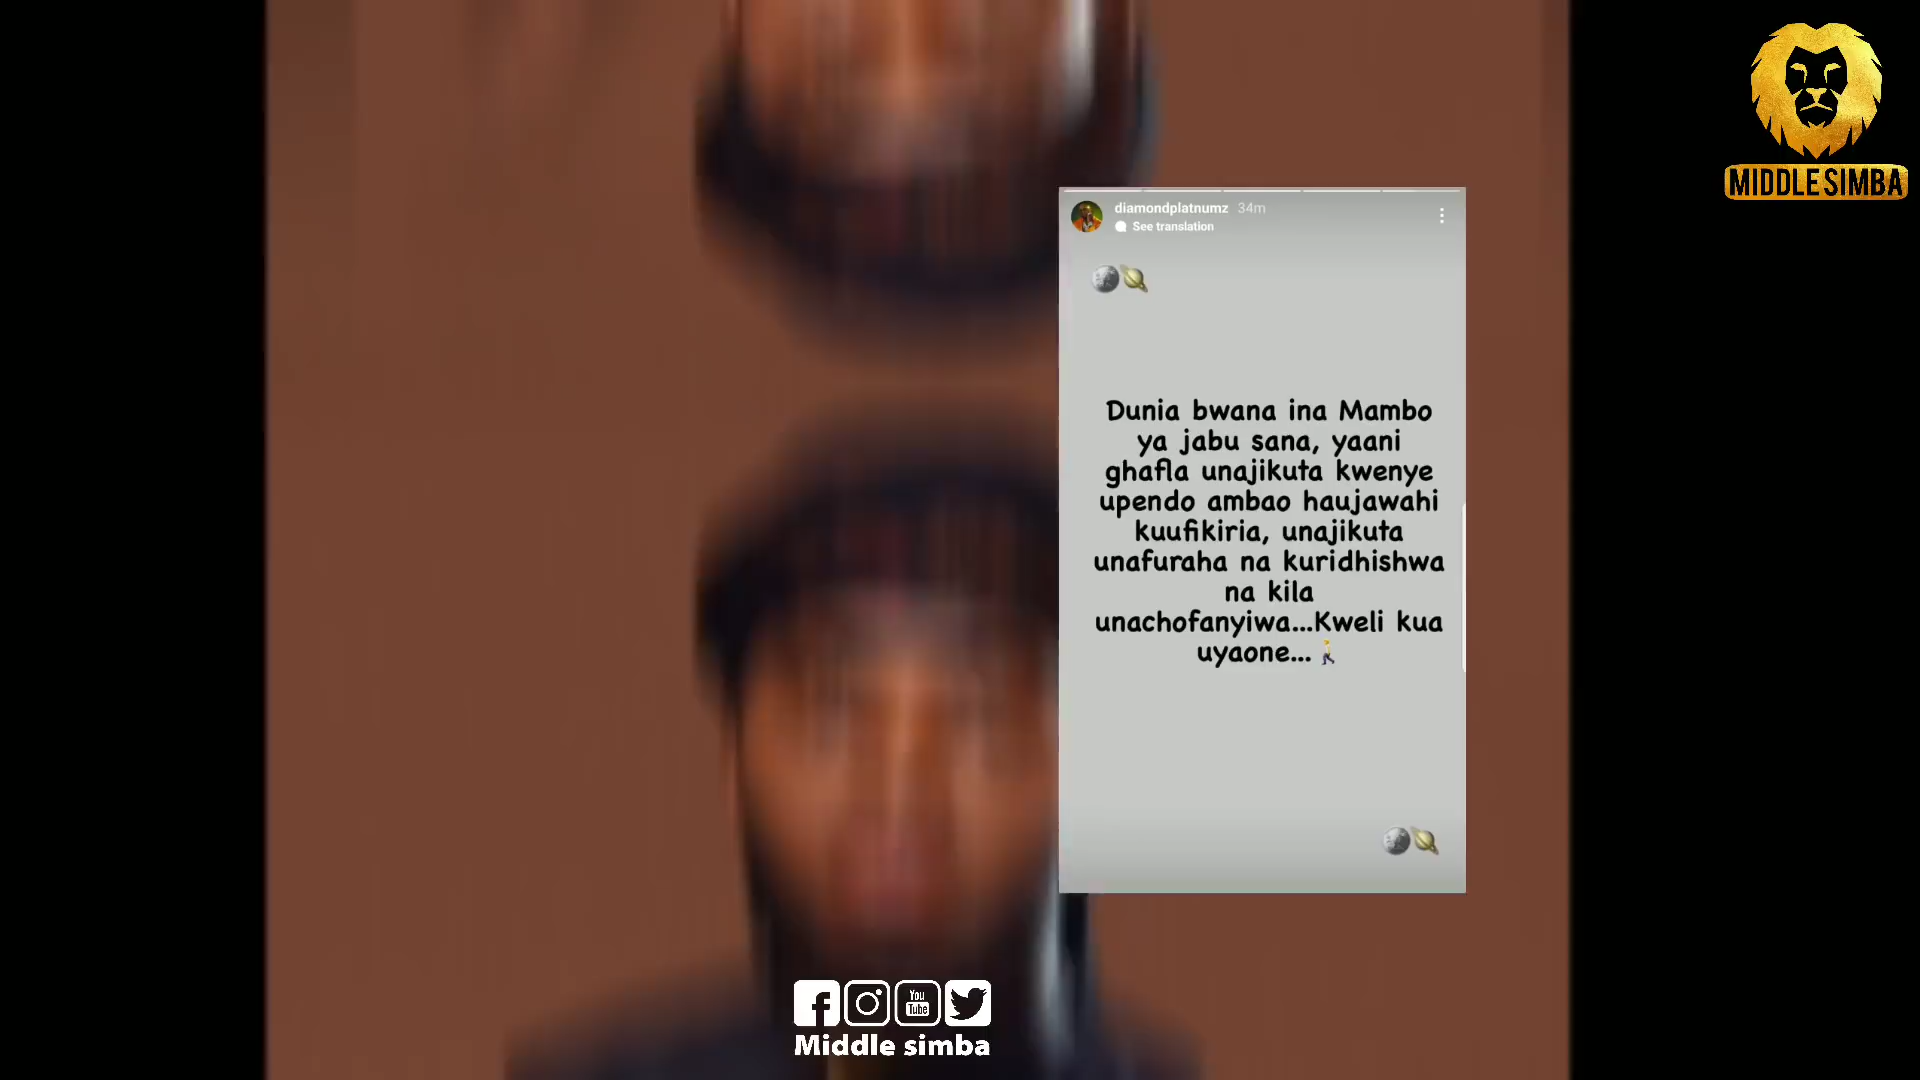 MIDDLE SIMBA
diamondplatnumz 34m
See translation
Dunia bwana ina Mambo
ya jabu sana, yaani
ghafla unajikuta kwenye
upendo ambao haujawahi
kuufikiria, unajikuta
unafuraha na kuridhishwa
na kila
unachofanyiwa...Kweli kua
uyaone...
You
Tube
Middle simba